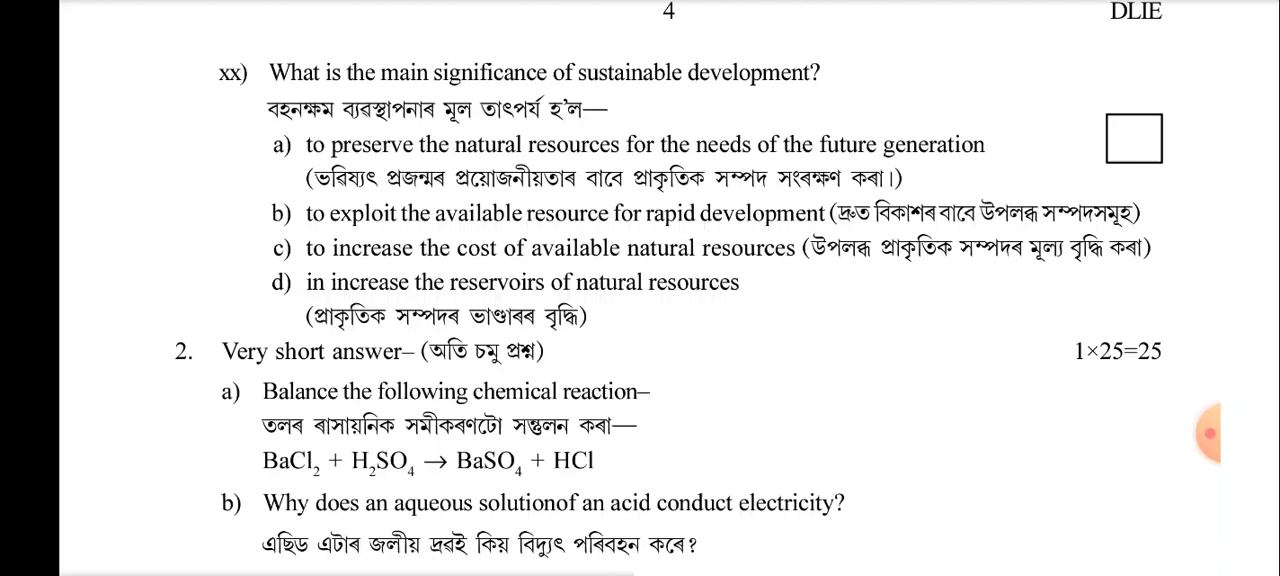 4 DLIE
xx) What is the main significance of sustainable development?
বহনক্ষম ব্যৱস্থাপনাৰ মূল তাৎপৰ্য হ'ল—
a) to preserve the natural resources for the needs of the future generation
(ভৱিষ্যৎ প্ৰজন্মৰ প্ৰয়োজনীয়তাৰ বাবে প্ৰাকৃতিক সম্পদ সংৰক্ষণ কৰা।)
b) to exploit the available resource for rapid development (দ্ৰুত বিকাশৰ বাবে উপলব্ধ সম্পদসমূহ)
c) to increase the cost of available natural resources (উপলব্ধ প্ৰাকৃতিক সম্পদৰ মূল্য বৃদ্ধি কৰা)
d) in increase the reservoirs of natural resources
(প্ৰাকৃতিক সম্পদৰ ভাণ্ডাৰৰ বৃদ্ধি)
2. Very short answer– (অতি চমু প্ৰশ্ন) 1×25=25
a) Balance the following chemical reaction–
তলৰ ৰাসায়নিক সমীকৰণটো সন্তুলন কৰা—
BaCl₂ + H₂SO₄ → BaSO₄ + HCl
b) Why does an aqueous solutionof an acid conduct electricity?
এছিড এটাৰ জলীয় দ্ৰৱই কিয় বিদ্যুৎ পৰিবহন কৰে?